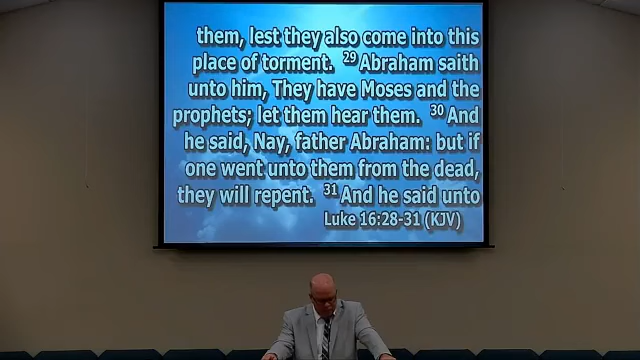 them, lest they also come into this
place of torment. 29 Abraham saith
unto him, They have Moses and the
prophets; let them hear them. 30 And
he said, Nay, father Abraham: but if
one went unto them from the dead,
they will repent. 31 And he said unto
Luke 16:28-31 (KJV)